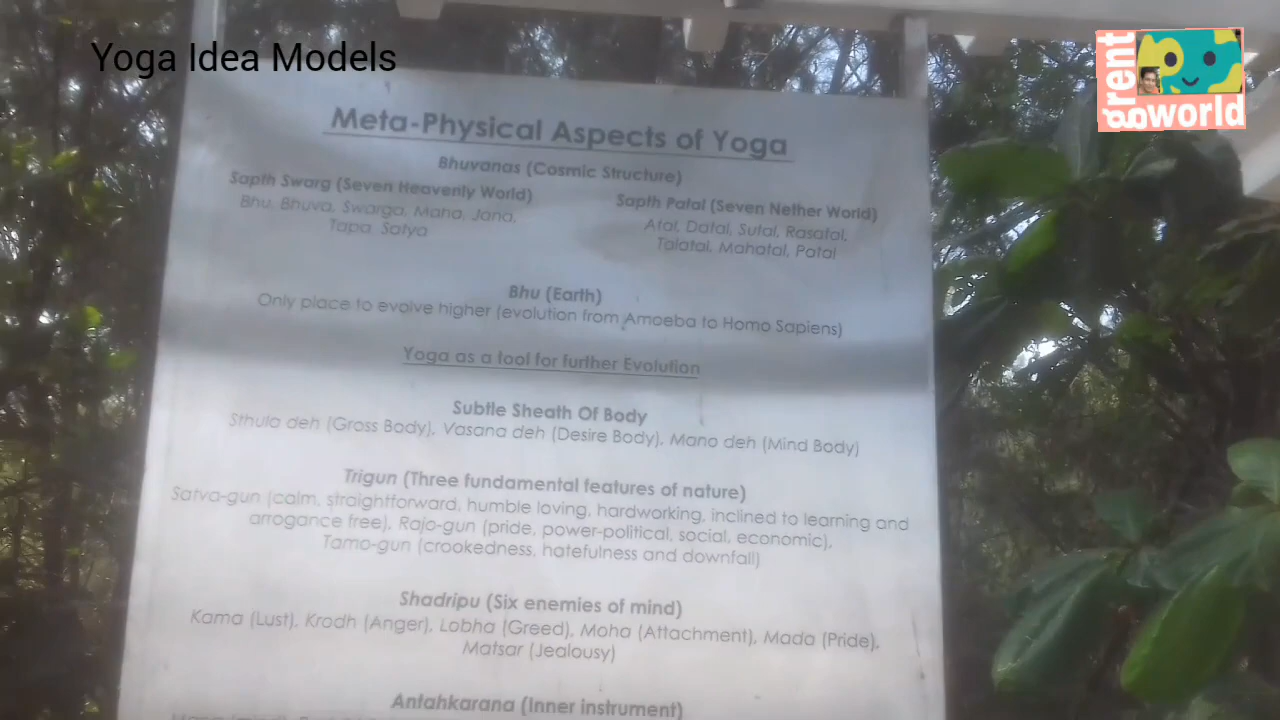 Yoga Idea Models
grent
world
Meta-Physical Aspects of Yoga
Bhuvanas (Cosmic Structure)
Sapth Swarg (Seven Heavenly World)
Bhu, Bhuva, Swarga, Mana, Jana,
Tapa, Satya
Sapth Patal (Seven Nether World)
Atal, Datal, Sutal, Rasatal,
Talatal, Mahatal, Patal
Bhu (Earth)
Only place to evolve higher (evolution from Amoeba to Homo Sapiens)
Yoga as a tool for further Evolution
Subtle Sheath Of Body
Sthula deh (Gross Body), Vasana deh (Desire Body), Mano deh (Mind Body)
Trigun (Three fundamental features of nature)
Satva-gun (calm, straightforward, humble loving, hardworking, inclined to learning and
arrogance free), Rajo-gun (pride, power-political, social, economic),
Tamo-gun (crookedness, hatefulness and downfall)
Shadripu (Six enemies of mind)
Kama (Lust), Krodh (Anger), Lobha (Greed), Moha (Attachment), Mada (Pride),
Matsar (Jealousy)
Antahkarana (Inner instrument)